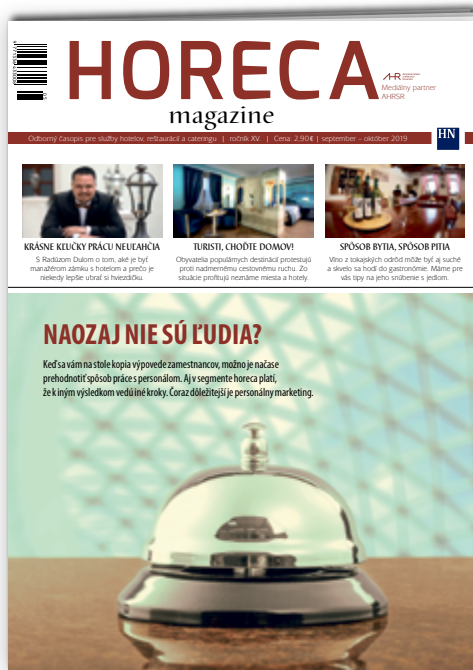 HORECA
magazine
AHR
Mediálny partner
AHRSR
Odborný časopis pre služby hotelov, reštaurácií a cateringu | ročník XV. | Cena: 2,90€ | september – október 2019
HN
KRÁSNE KĽUČKY PRÁCU NEUĽAHČIA
S Radúzom Dulom o tom, aké je byť
manažérom zámku s hotelom a prečo je
niekedy lepšie ubrať si hviezdičku.
TURISTI, CHOĎTE DOMOV!
Obyvatelia populárnych destinácií protestujú
proti nadmernému cestovnému ruchu. Zo
situácie profitujú neznáme miesta a hotely.
SPÔSOB BYTIA, SPÔSOB PITIA
Víno z tokajských odrôd môže byť aj suché
a skvelo sa hodí do gastronómie. Máme pre
vás tipy na jeho snúbenie s jedlom.
NAOZAJ NIE SÚ ĽUDIA?
Keď sa vám na stole kopia výpovede zamestnancov, možno je načase
prehodnotiť spôsob práce s personálom. Aj v segmente horeca platí,
že k iným výsledkom vedú iné kroky. Čoraz dôležitejší je personálny marketing.